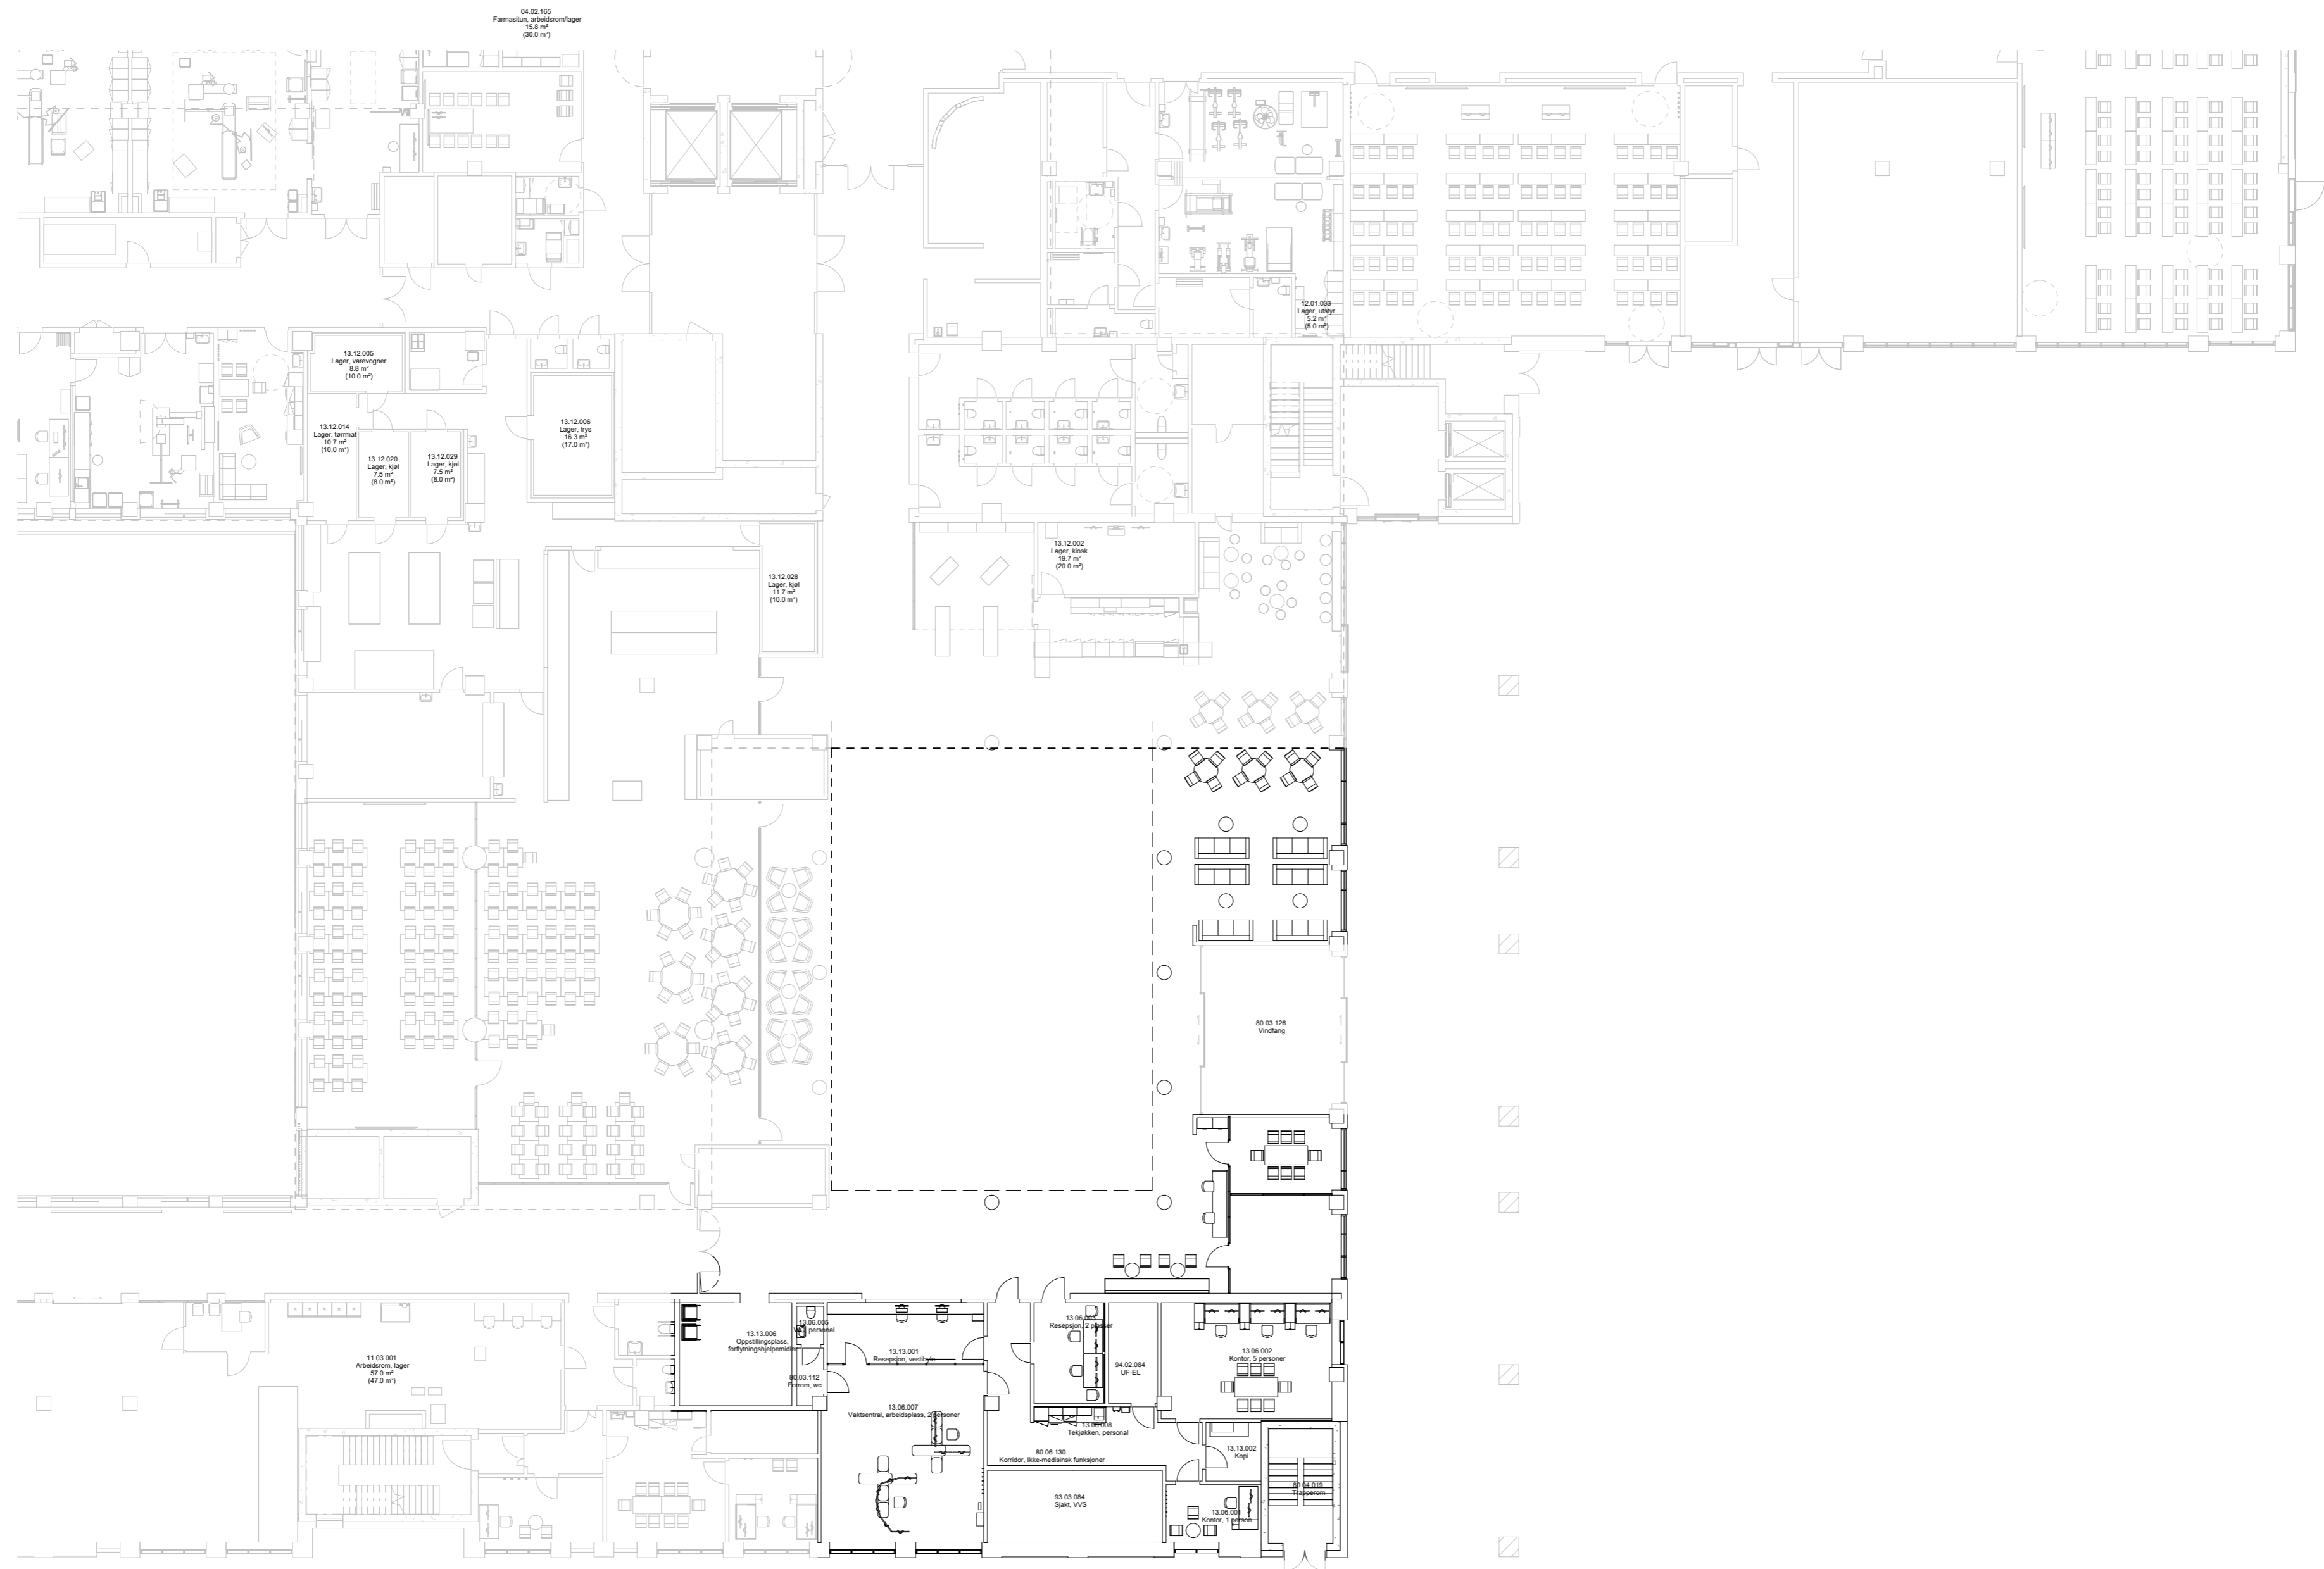 04.02.165
Farmasitun, arbeidsrom/lager
15.8 m²
(30.0 m²)
12.01.033
Lager, utstyr
5.2 m²
(5.0 m²)
13.12.005
Lager, varevogner
8.8 m²
(10.0 m²)
13.12.014
Lager, tørrmat
10.7 m²
(10.0 m²)
13.12.020
Lager, kjøl
7.5 m²
(8.0 m²)
13.12.029
Lager, kjøl
7.5 m²
(8.0 m²)
13.12.006
Lager, frys
16.3 m²
(17.0 m²)
13.12.002
Lager, kiosk
19.7 m²
(20.0 m²)
13.12.028
Lager, kjøl
11.7 m²
(10.0 m²)
80.03.126
Vindfang
11.03.001
Arbeidsrom, lager
57.0 m²
(47.0 m²)
13.13.006
Oppstillingsplass,
forflytningshjelpemidler
13.06.005
personal
13.13.001
Resepsjon, vestibyle
80.03.112
Forrom, wc
13.06.007
Vaktsentral, arbeidsplass, 2 personer
Resepsjon, 2 plasser
94.02.084
UF-EL
13.06.002
Kontor, 5 personer
13.06.008
Tekjøkken, personal
80.06.130
Korridor, Ikke-medisinsk funksjoner
13.13.002
Kopi
93.03.084
Sjakt, VVS
13.06.001
Kontor, 1 person
80.04.019
Trapperom